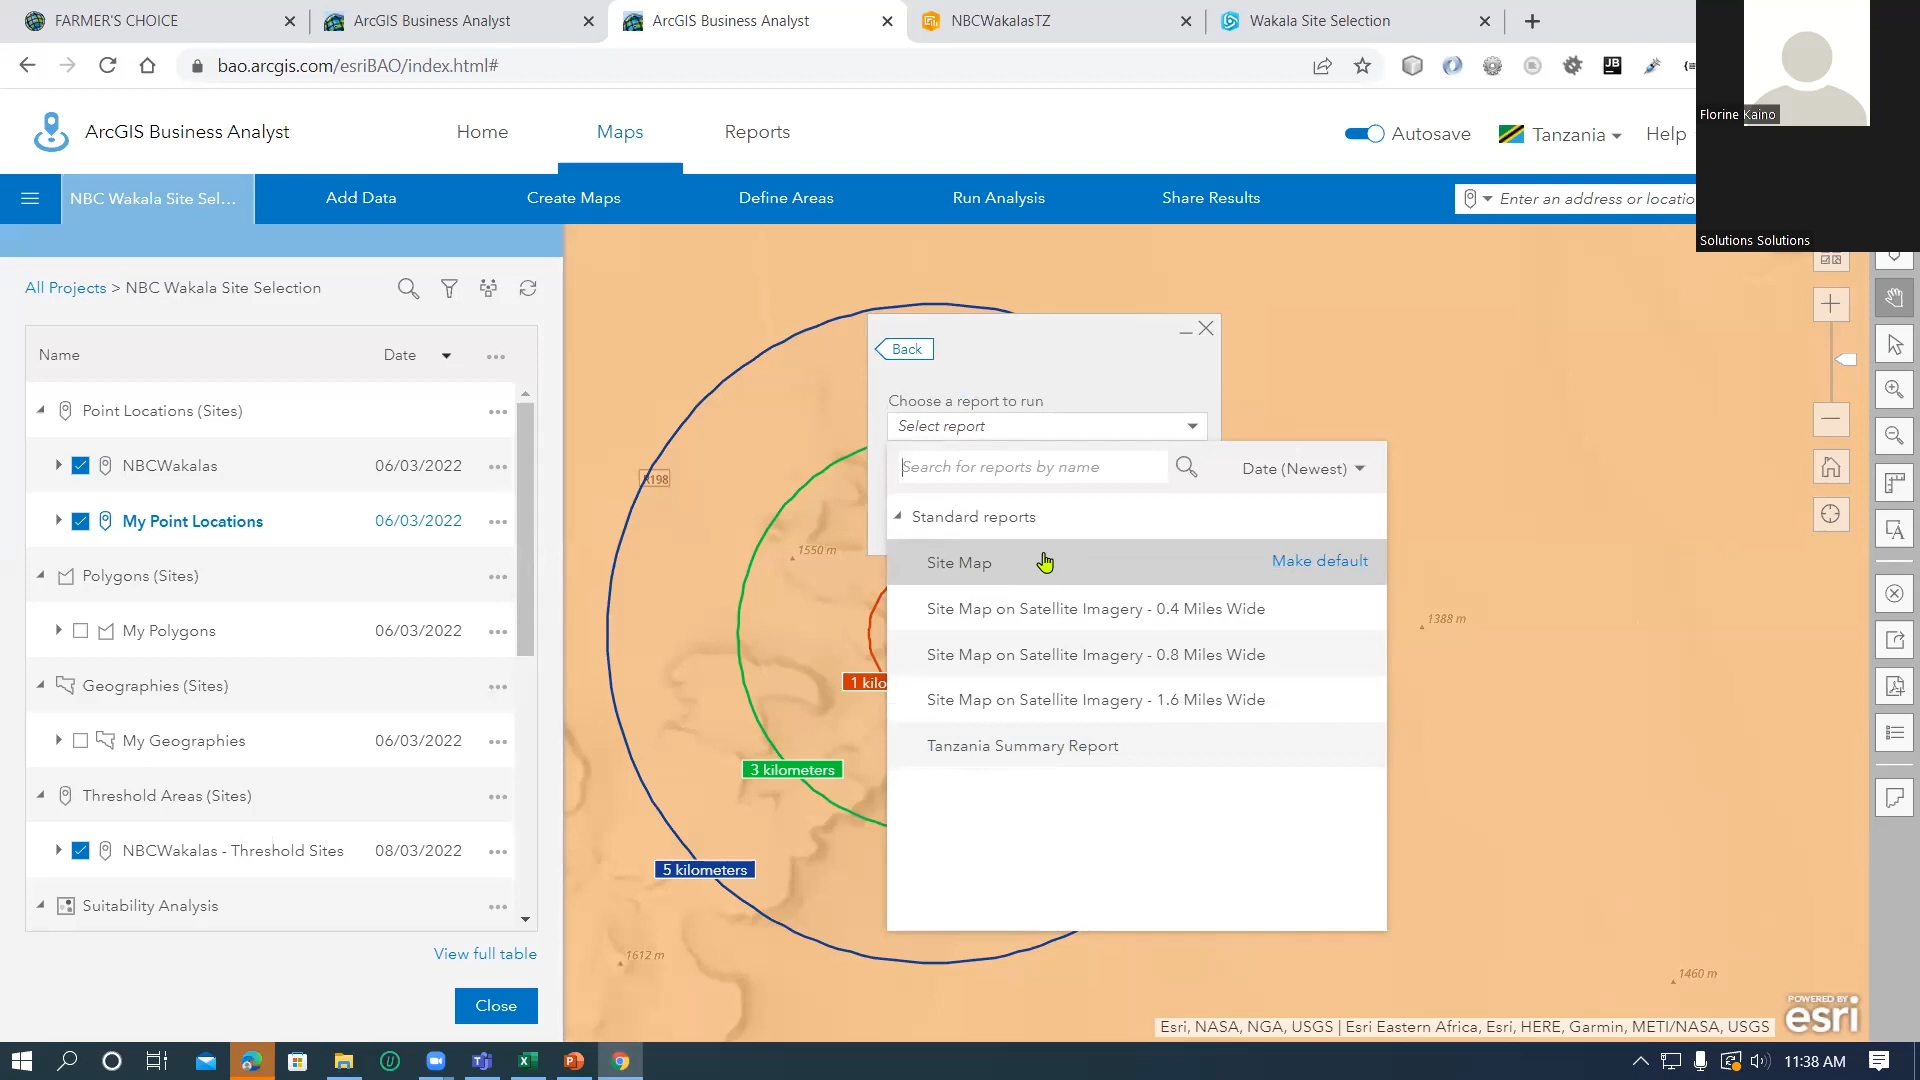 FARMER'S CHOICE
ArcGIS Business Analyst
ArcGIS Business Analyst
NBCWakalasTZ
Wakala Site Selection
bao.arcgis.com/esriBAO/index.html#
JB
Florine Kaino
ArcGIS Business Analyst
Home
Maps
Reports
Autosave
Tanzania
Help
Solutions Solutions
NBC Wakala Site Sel...
Add Data
Create Maps
Define Areas
Run Analysis
Share Results
Enter an address or locatio
All Projects > NBC Wakala Site Selection
Name
Date
Point Locations (Sites)
NBCWakalas 06/03/2022
My Point Locations 06/03/2022
Polygons (Sites)
My Polygons 06/03/2022
Geographies (Sites)
My Geographies 06/03/2022
Threshold Areas (Sites)
NBCWakalas - Threshold Sites 08/03/2022
Suitability Analysis
View full table
Close
Back
Choose a report to run
Select report
Search for reports by name
Date (Newest)
Standard reports
Site Map
Make default
Site Map on Satellite Imagery - 0.4 Miles Wide
Site Map on Satellite Imagery - 0.8 Miles Wide
Site Map on Satellite Imagery - 1.6 Miles Wide
Tanzania Summary Report
R198
1550 m
1 kilo
3 kilometers
5 kilometers
1388 m
1612 m
1460 m
POWERED BY
esri
Esri, NASA, NGA, USGS | Esri Eastern Africa, Esri, HERE, Garmin, METI/NASA, USGS
11:38 AM